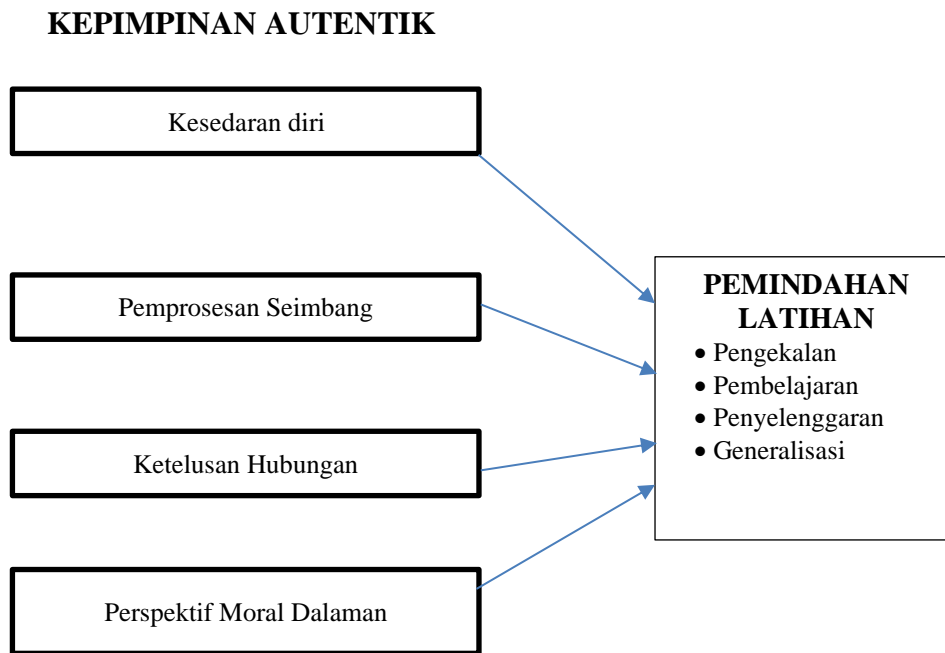 KEPIMPINAN AUTENTIK
Kesedaran diri
Pemprosesan Seimbang
Ketelusan Hubungan
Perspektif Moral Dalaman
PEMINDAHAN
LATIHAN
• Pengekalan
• Pembelajaran
• Penyelenggaran
• Generalisasi